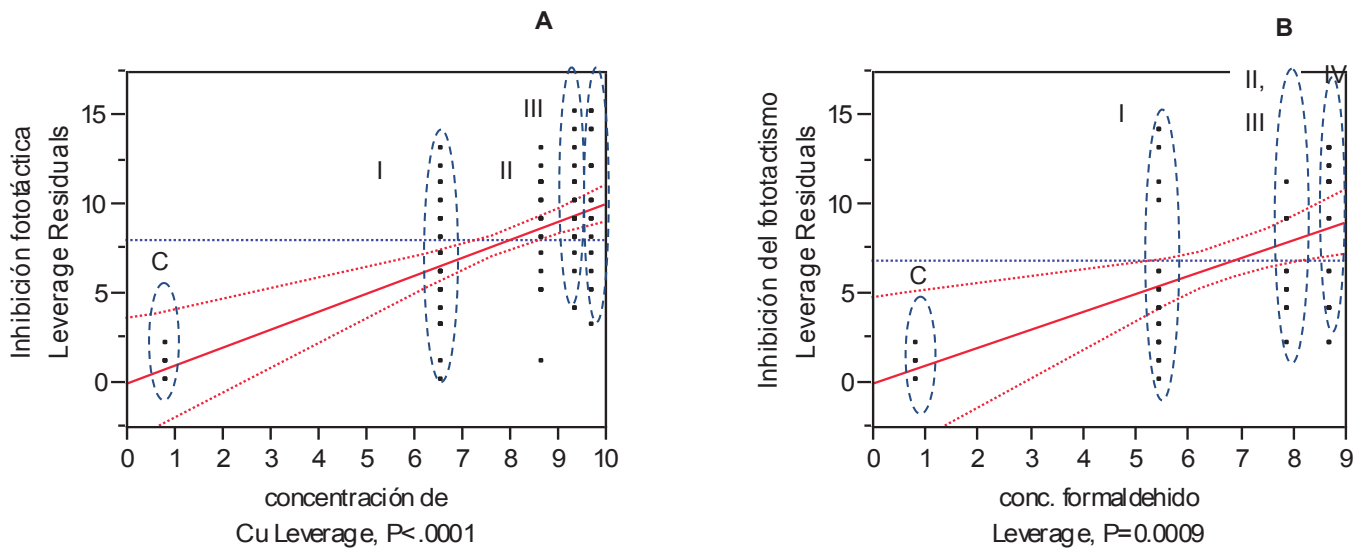 A
Inhibición fototáctica
Leverage Residuals
15
10
5
0
C
I
II
III
0 1 2 3 4 5 6 7 8 9 10
concentración de
Cu Leverage, P<.0001
B
Inhibición del fototactismo
Leverage Residuals
15
10
5
0
C
I
II,
III
IV
0 1 2 3 4 5 6 7 8 9
conc. formaldehido
Leverage, P=0.0009